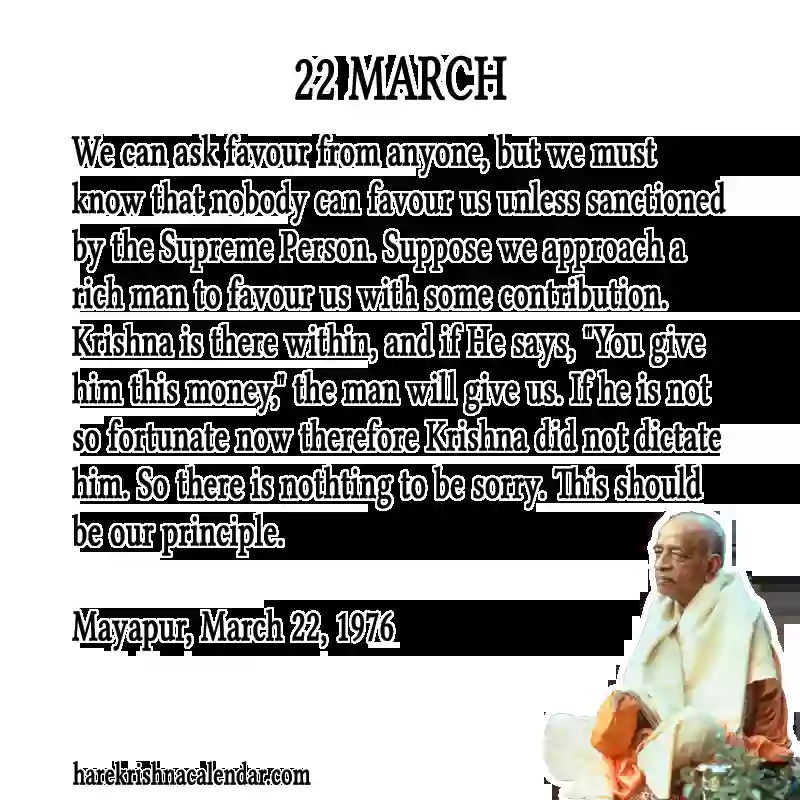 22 MARCH
We can ask favour from anyone, but we must
know that nobody can favour us unless sanctioned
by the Supreme Person. Suppose we approach a
rich man to favour us with some contribution.
Krishna is there within, and if He says, "You give
him this money," the man will give us. If he is not
so fortunate now therefore Krishna did not dictate
him. So there is nothting to be sorry. This should
be our principle.
Mayapur, March 22, 1976
harekrishnacalendar.com